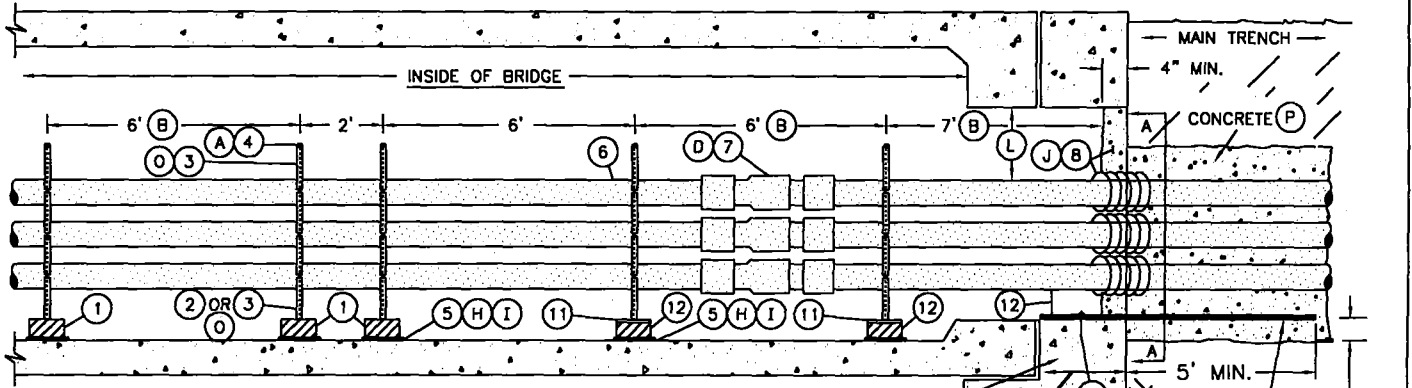 MAIN TRENCH
4" MIN.
INSIDE OF BRIDGE
CONCRETE P
6' B 2' 6' 6' B 7' B
A
A 4
O 3
6
D 7
L
J 8
1
2 OR 3
O
1
5 H I
11
12
5 H I
11
12
12
A
5' MIN.